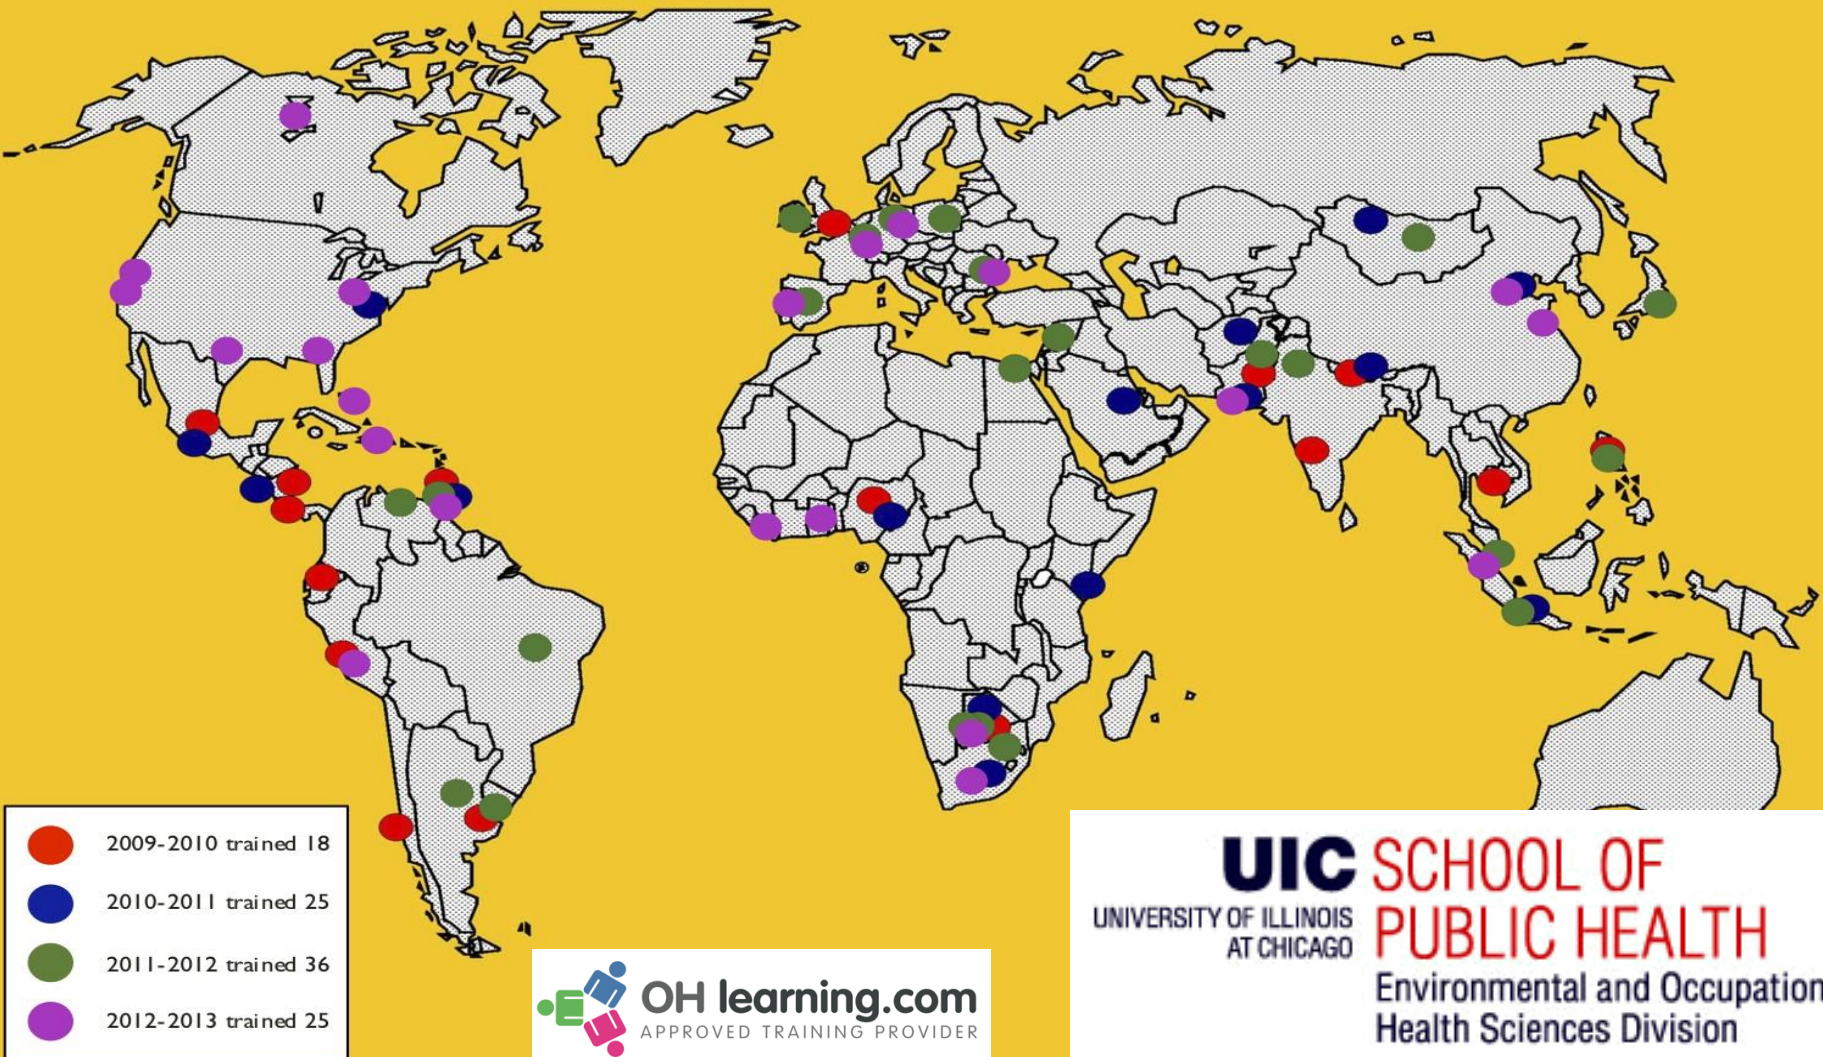 2009-2010 trained 18
2010-2011 trained 25
2011-2012 trained 36
2012-2013 trained 25
OH learning.com
APPROVED TRAINING PROVIDER
UIC SCHOOL OF
UNIVERSITY OF ILLINOIS
AT CHICAGO
PUBLIC HEALTH
Environmental and Occupation
Health Sciences Division